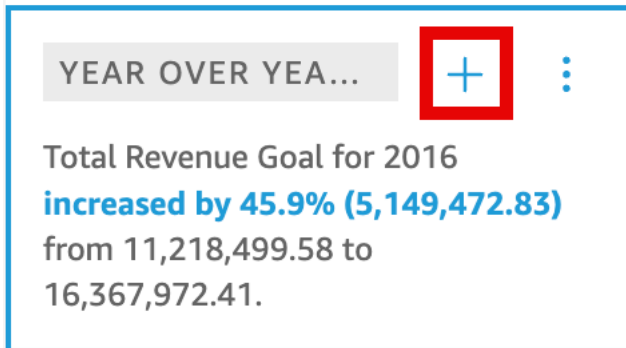 YEAR OVER YEA...
Total Revenue Goal for 2016
increased by 45.9% (5,149,472.83)
from 11,218,499.58 to
16,367,972.41.